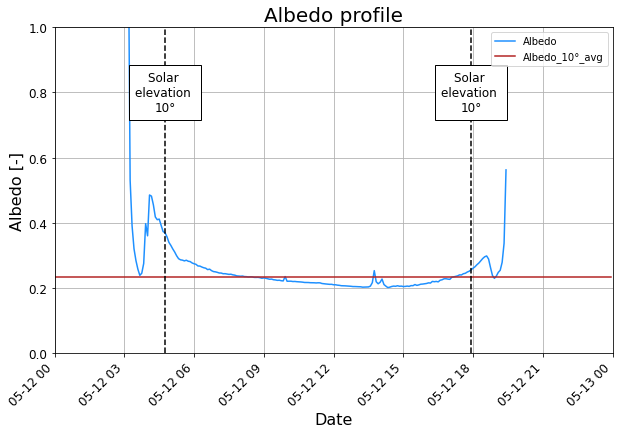 Albedo profile
1.0
0.8
0.6
0.4
0.2
0.0
Albedo [-]
Solar
elevation
10°
Solar
elevation
10°
Albedo
Albedo_10°_avg
05-12 00
05-12 03
05-12 06
05-12 09
05-12 12
05-12 15
05-12 18
05-12 21
05-13 00
Date